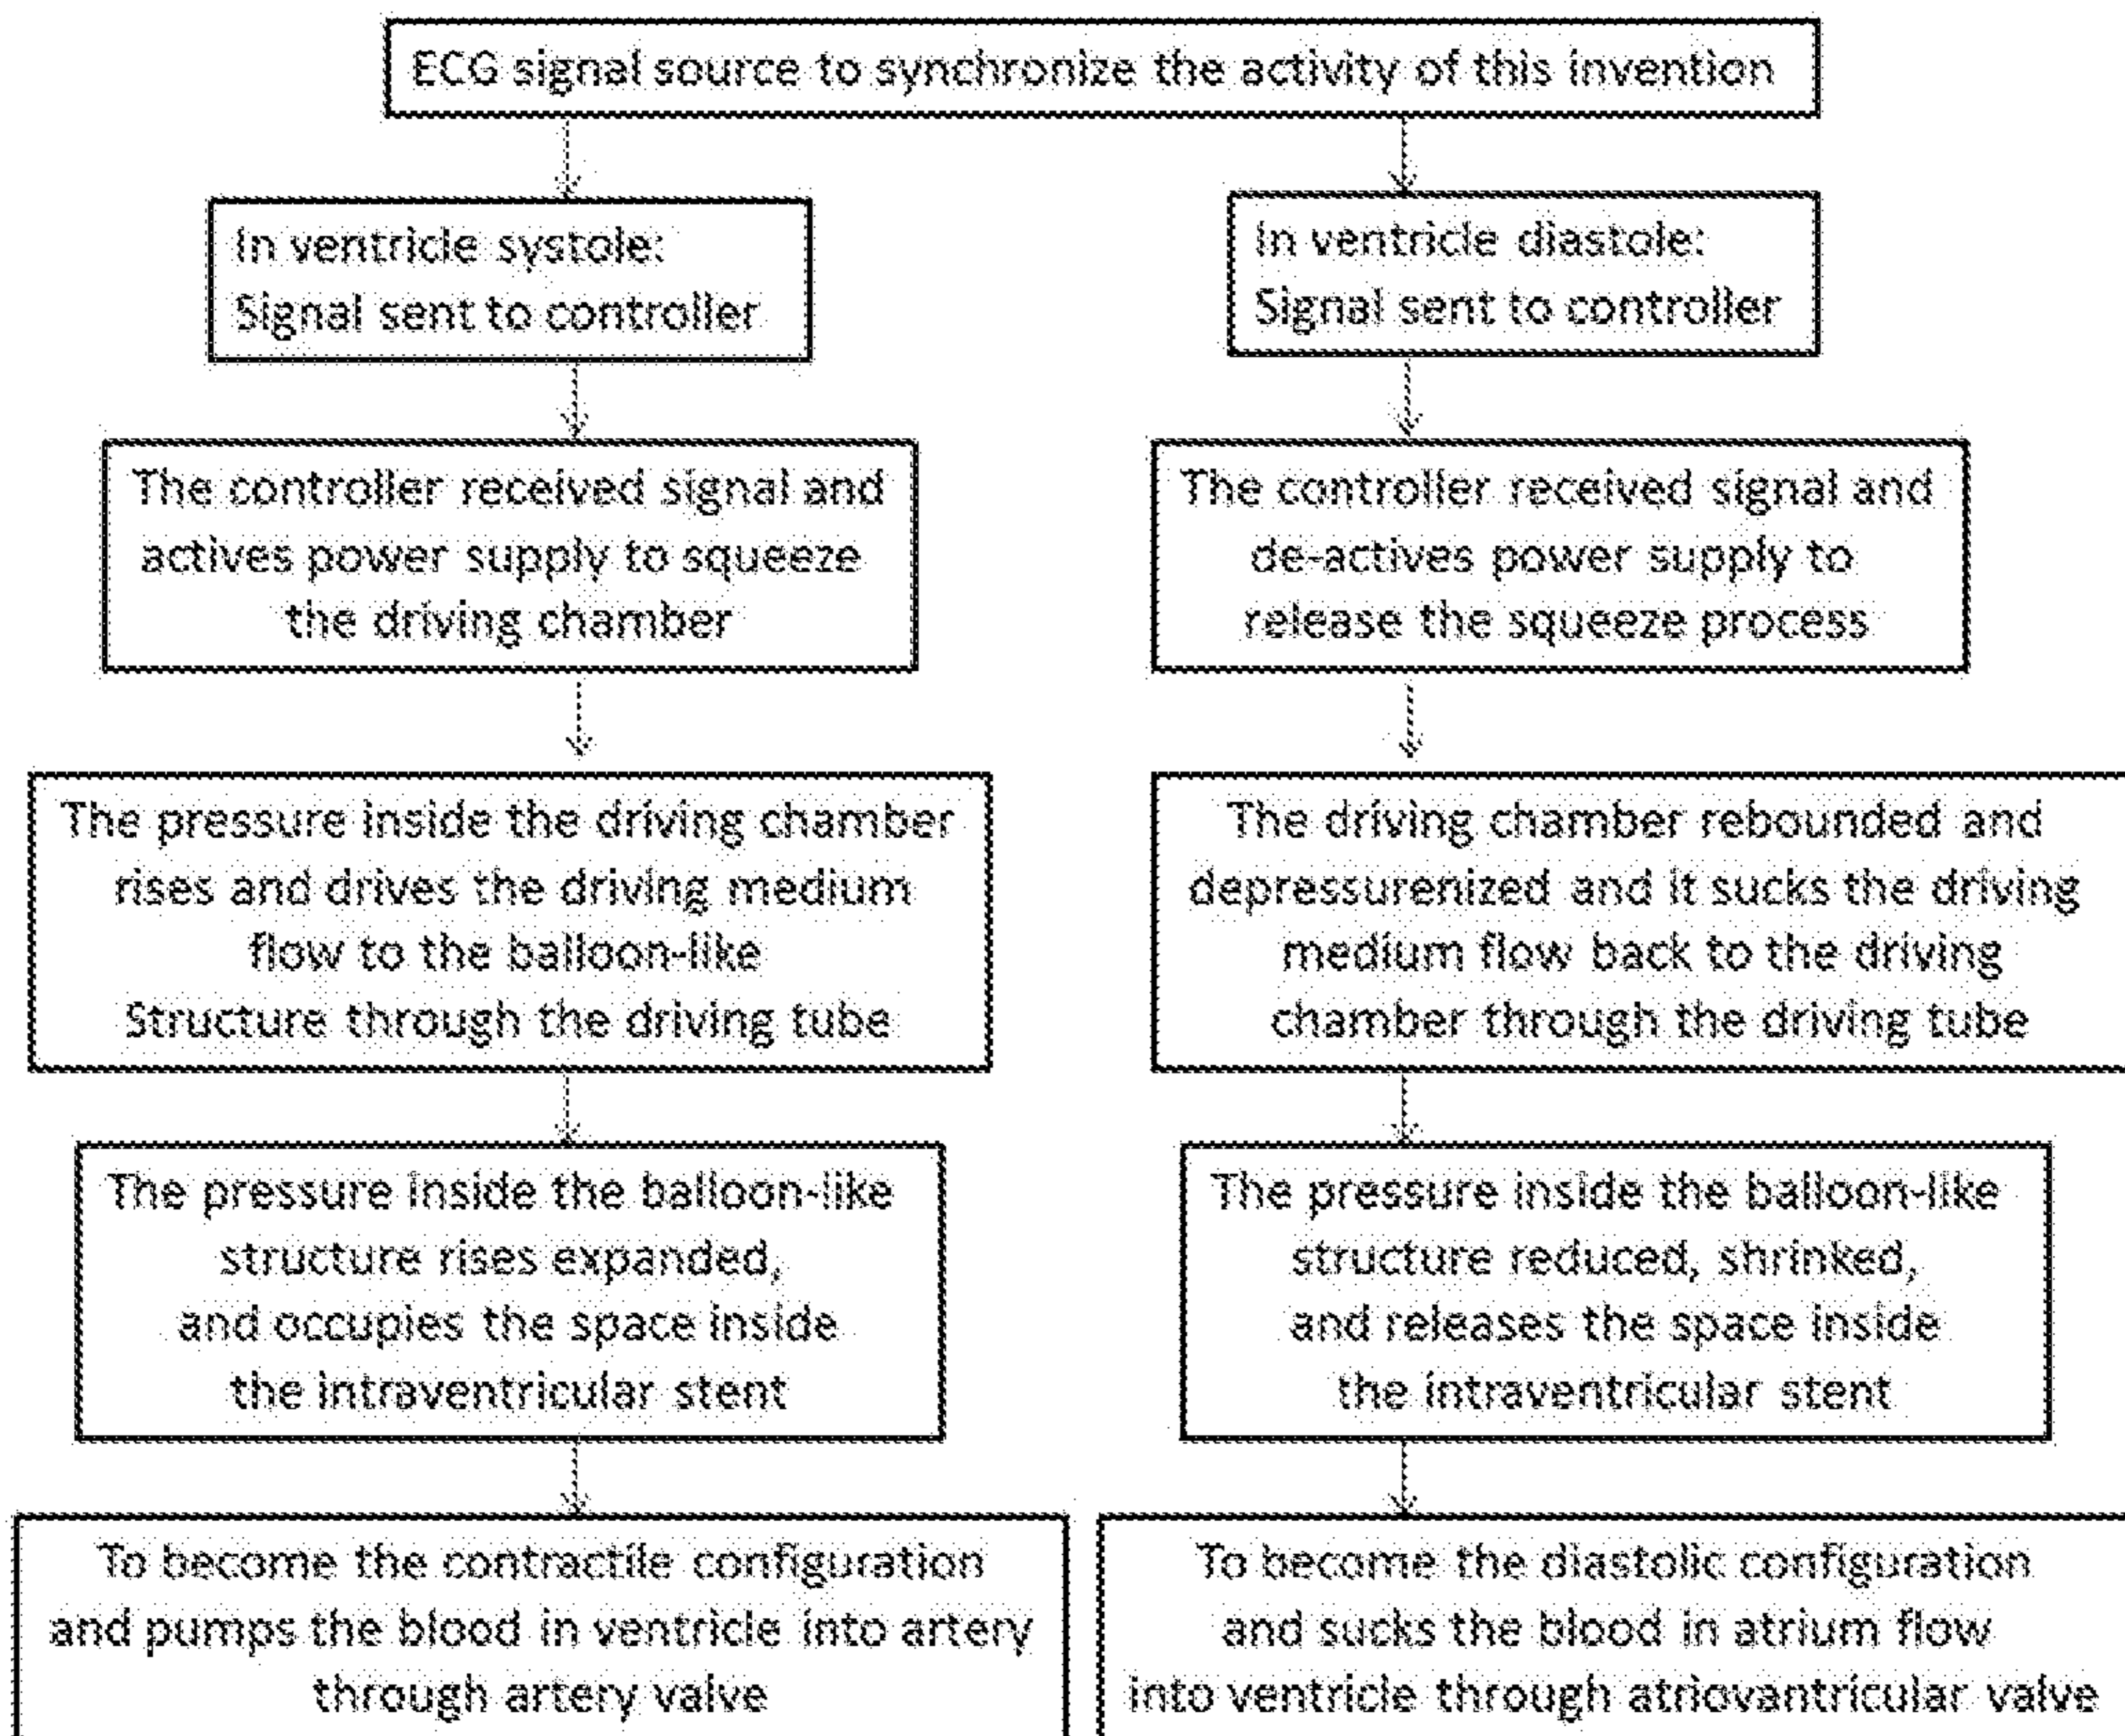 ECG signal source to synchronize the activity of this invention
In ventricle systole:
Signal sent to controller
The controller received signal and
actives power supply to squeeze
the driving chamber
The pressure inside the driving chamber
rises and drives the driving medium
flow to the balloon-like
Structure through the driving tube
The pressure inside the balloon-like
structure rises expanded,
and occupies the space inside
the intraventricular stent
To become the contractile configuration
and pumps the blood in ventricle into artery
through artery valve
In ventricle diastole:
Signal sent to controller
The controller received signal and
de-actives power supply to
release the squeeze process
The driving chamber rebounded and
depressurenized and it sucks the driving
medium flow back to the driving
chamber through the driving tube
The pressure inside the balloon-like
structure reduced, shrinked,
and releases the space inside
the intraventricular stent
To become the diastolic configuration
and sucks the blood in atrium flow
into ventricle through atriovantricular valve